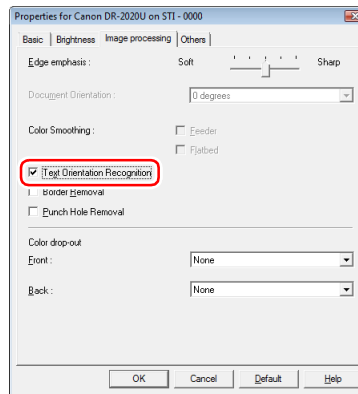 Properties for Canon DR-2020U on STI - 0000
Basic Brightness Image processing Others
Edge emphasis : Soft Sharp
Document Orientation : 0 degrees
Color Smoothing : Feeder
Flatbed
Text Orientation Recognition
Border Removal
Punch Hole Removal
Color drop-out
Front : None
Back : None
OK Cancel Default Help